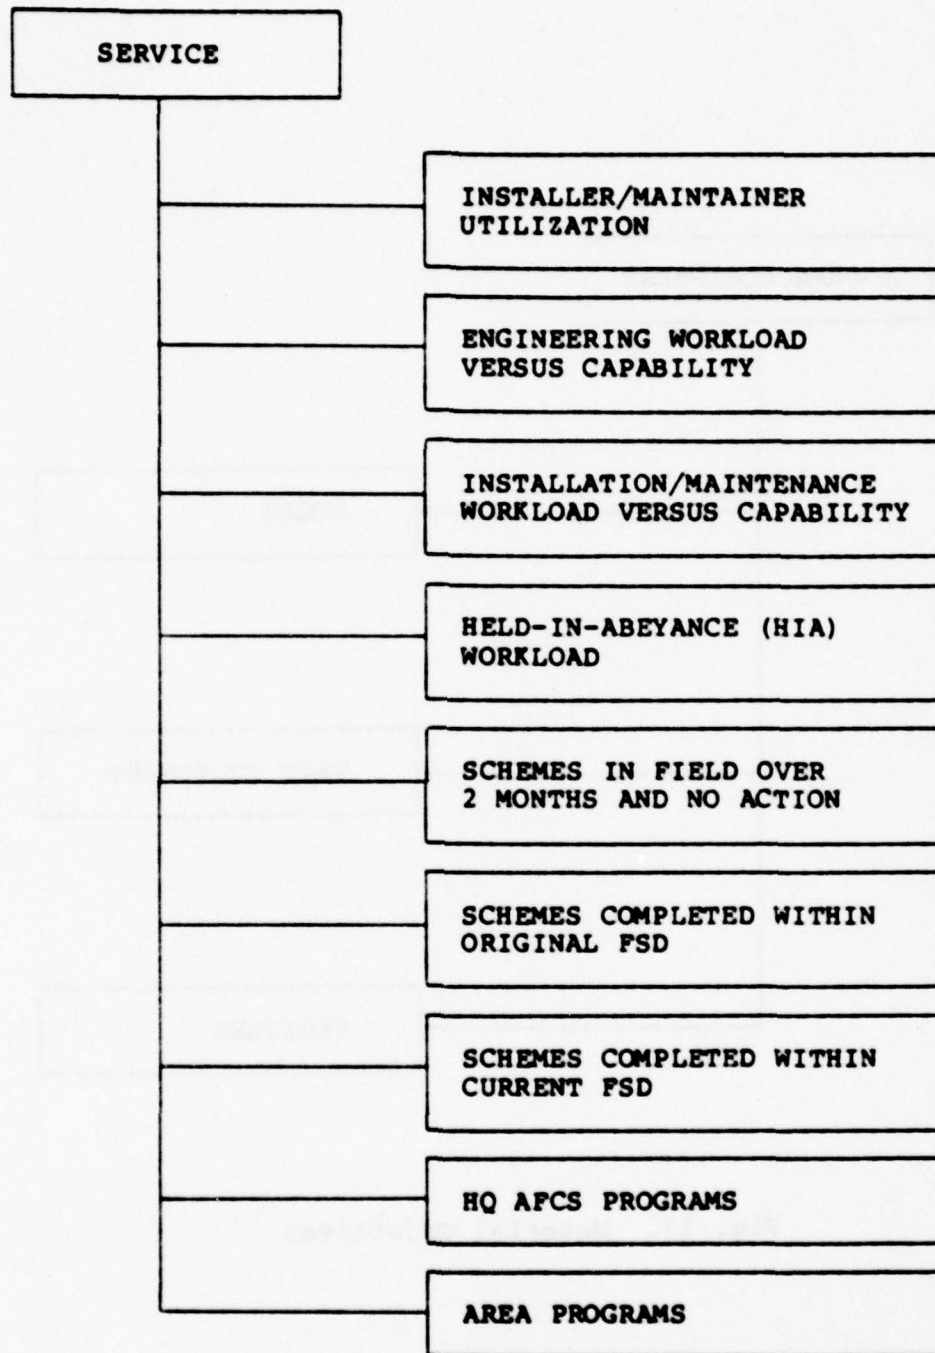 SERVICE
INSTALLER/MAINTAINER
UTILIZATION
ENGINEERING WORKLOAD
VERSUS CAPABILITY
INSTALLATION/MAINTENANCE
WORKLOAD VERSUS CAPABILITY
HELD-IN-ABEYANCE (HIA)
WORKLOAD
SCHEMES IN FIELD OVER
2 MONTHS AND NO ACTION
SCHEMES COMPLETED WITHIN
ORIGINAL FSD
SCHEMES COMPLETED WITHIN
CURRENT FSD
HQ AFCS PROGRAMS
AREA PROGRAMS